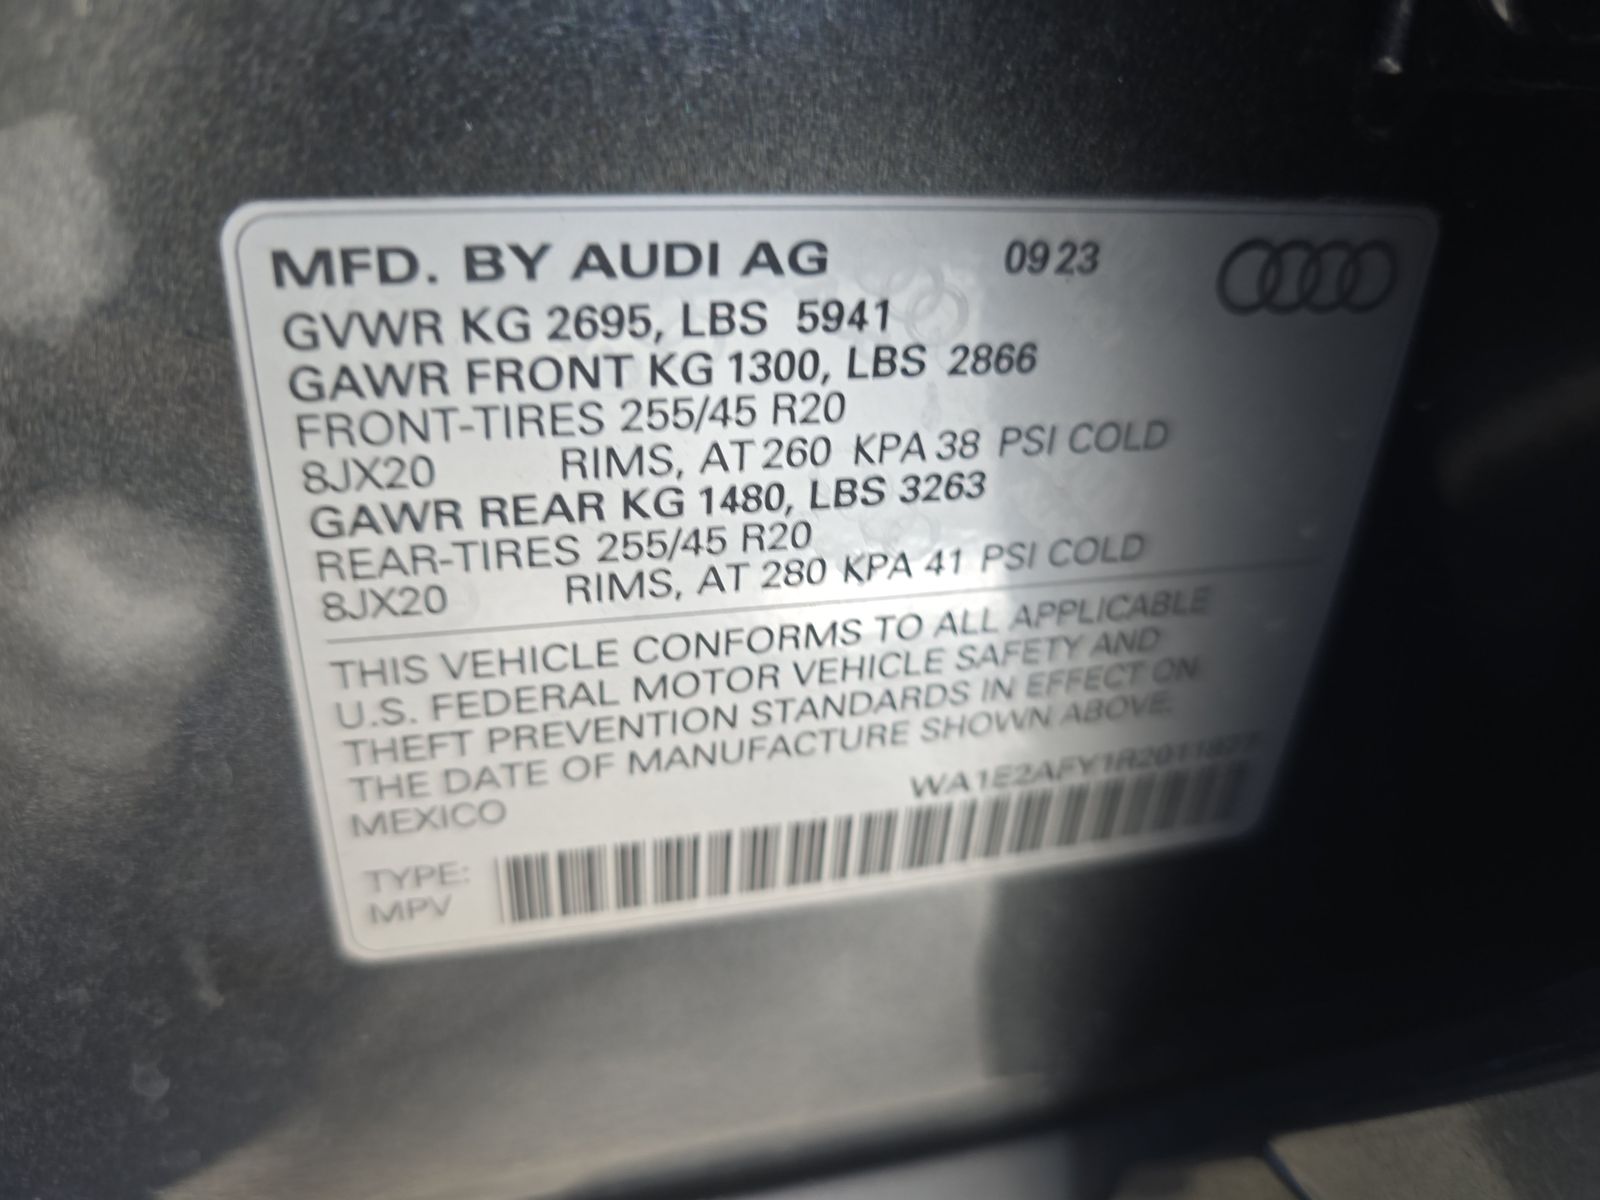 MFD. BY AUDI AG 09 23
GVWR KG 2695, LBS 5941
GAWR FRONT KG 1300, LBS 2866
FRONT-TIRES 255/45 R20
8JX20 RIMS, AT 260 KPA 38 PSI COLD
GAWR REAR KG 1480, LBS 3263
REAR-TIRES 255/45 R20
8JX20 RIMS, AT 280 KPA 41 PSI COLD
THIS VEHICLE CONFORMS TO ALL APPLICABLE
U.S. FEDERAL MOTOR VEHICLE SAFETY AND
THEFT PREVENTION STANDARDS IN EFFECT ON
THE DATE OF MANUFACTURE SHOWN ABOVE.
MEXICO
TYPE:
MPV